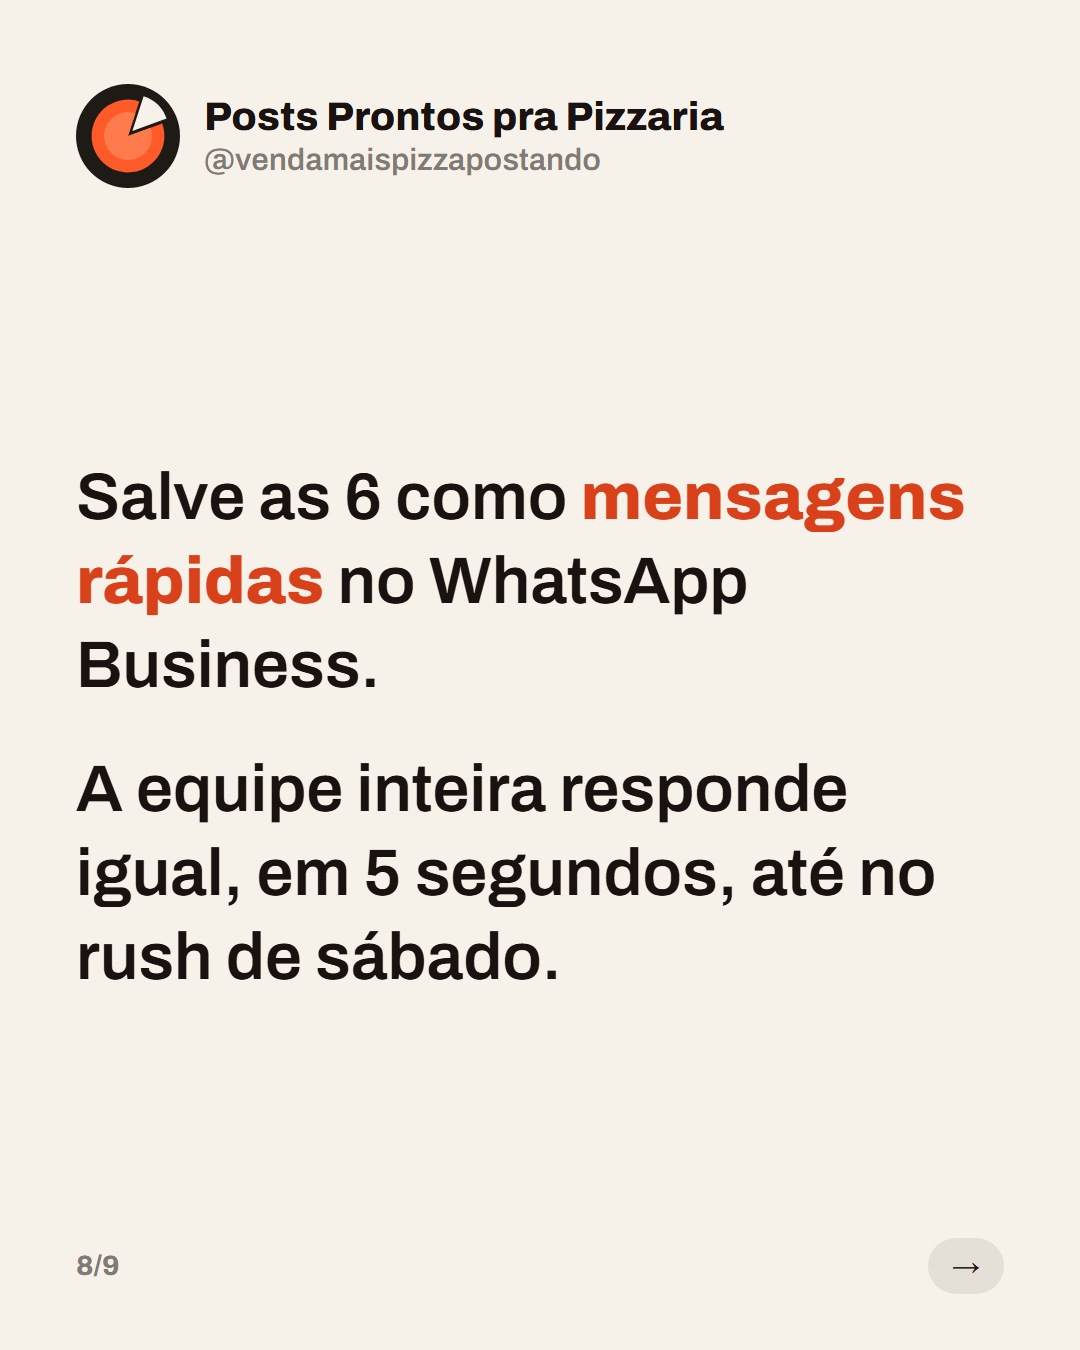 Posts Prontos pra Pizzaria
@vendamaispizzapostando
Salve as 6 como mensagens
rápidas no WhatsApp
Business.
A equipe inteira responde
igual, em 5 segundos, até no
rush de sábado.
8/9
→